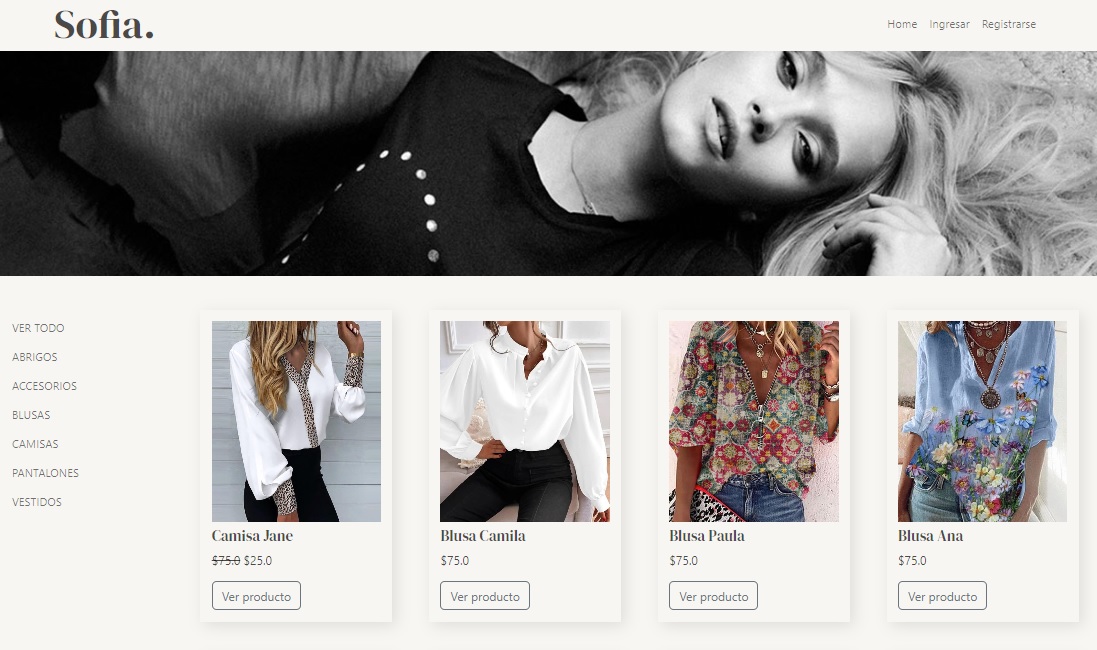 Sofia.
Home Ingresar Registrarse
VER TODO
ABRIGOS
ACCESORIOS
BLUSAS
CAMISAS
PANTALONES
VESTIDOS
Camisa Jane
$75.0 $25.0
Ver producto
Blusa Camila
$75.0
Ver producto
Blusa Paula
$75.0
Ver producto
Blusa Ana
$75.0
Ver producto